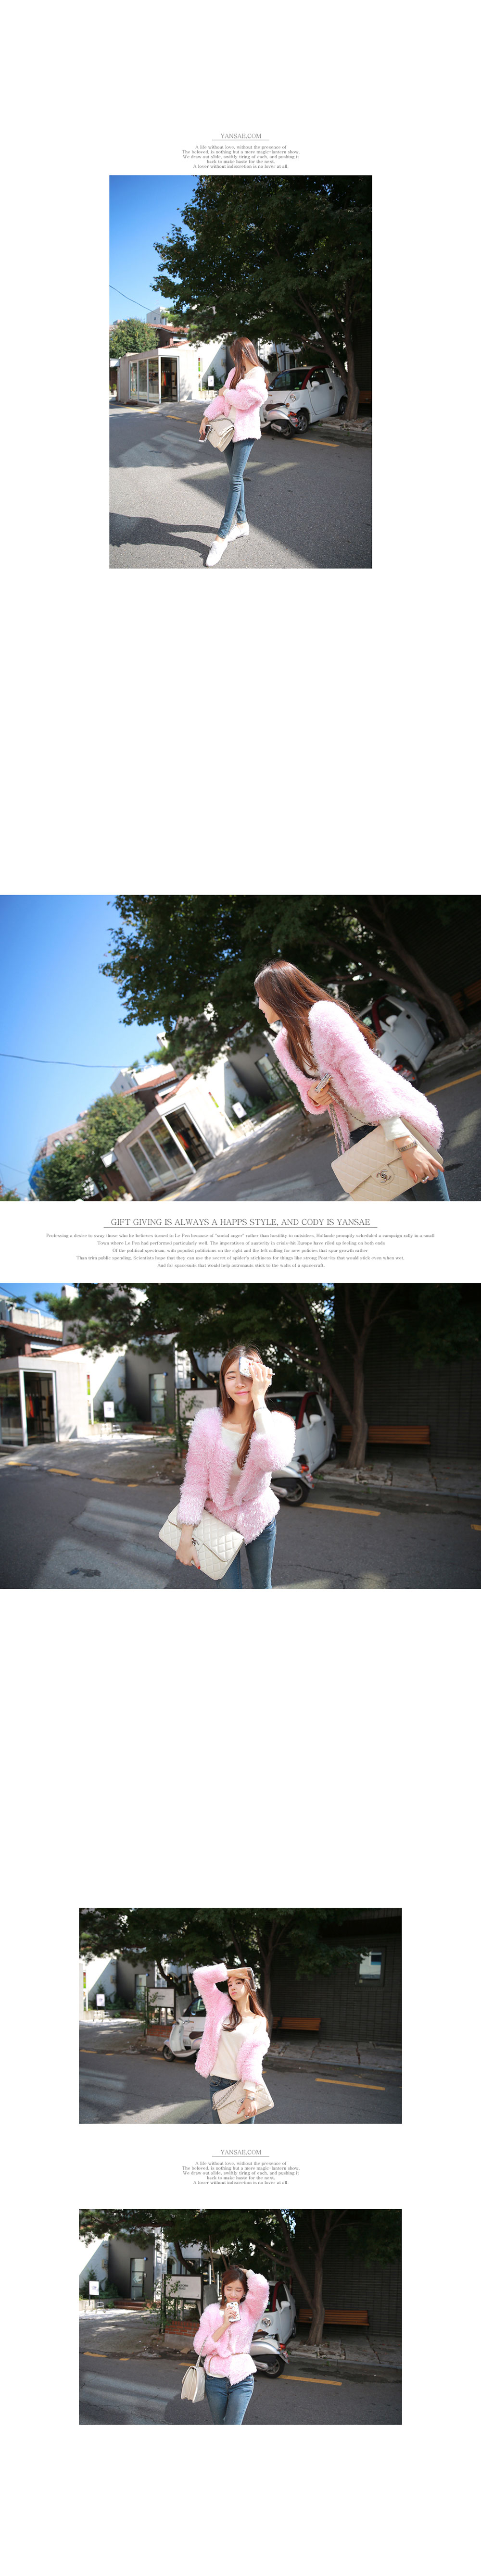 YANSAE.COM
A life without love, without the presence of
The beloved, is nothing but a mere magic-lantern show.
We draw out slide, swiftly tiring of each, and pushing it
back to make haste for the next.
A lover without indiscretion is no lover at all.
GIFT GIVING IS ALWAYS A HAPPS STYLE, AND CODY IS YANSAE
Professing a desire to sway those who he believes turned to Le Pen because of "social anger" rather than hostility to outsiders, Hollande promptly scheduled a campaign rally in a small
Town where Le Pen had performed particularly well. The imperatives of austerity in crisis-hit Europe have riled up feeling on both ends
Of the political spectrum, with populist politicians on the right and the left calling for new policies that spur growth rather
Than trim public spending. Scientists hope that they can use the secret of spider's stickiness for things like strong Post-its that would stick even when wet,
And for spacesuits that would help astronauts stick to the walls of a spacecraft.
YANSAE.COM
A life without love, without the presence of
The beloved, is nothing but a mere magic-lantern show.
We draw out slide, swiftly tiring of each, and pushing it
back to make haste for the next.
A lover without indiscretion is no lover at all.